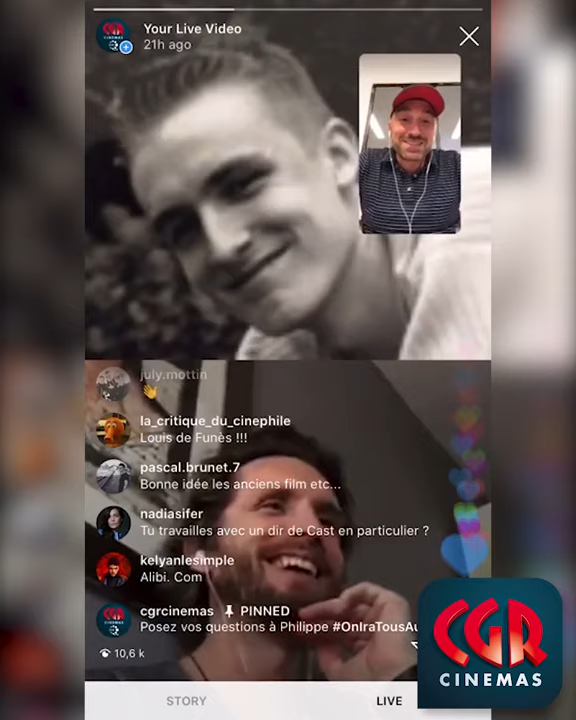 Your Live Video
21h ago
july.mottin
👋
la_critique_du_cinephile
Louis de Funès !!!
pascal.brunet.7
Bonne idée les anciens film etc...
nadiasifer
Tu travailles avec un dir de Cast en particulier ?
kelyanlesimple
Alibi. Com
cgrcinemas 📌 PINNED
Posez vos questions à Philippe #OnIraTousAu
10,6 k
STORY LIVE
CGR
CINEMAS